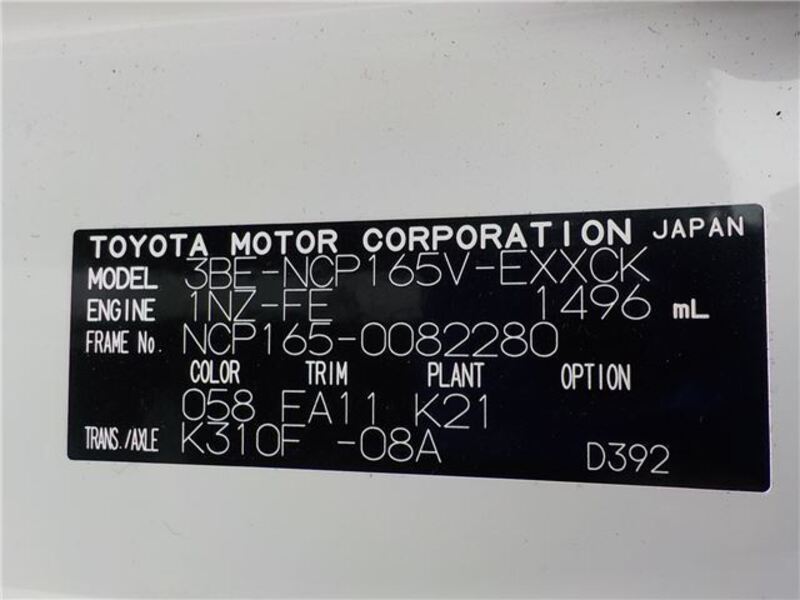 TOYOTA MOTOR CORPORATION JAPAN
MODEL 3BE-NCP165V-EXXCK
ENGINE 1NZ-FE 1496 mL
FRAME No. NCP165-0082280
COLOR TRIM PLANT OPTION
058 EA11 K21
TRANS./AXLE K310F -08A D392